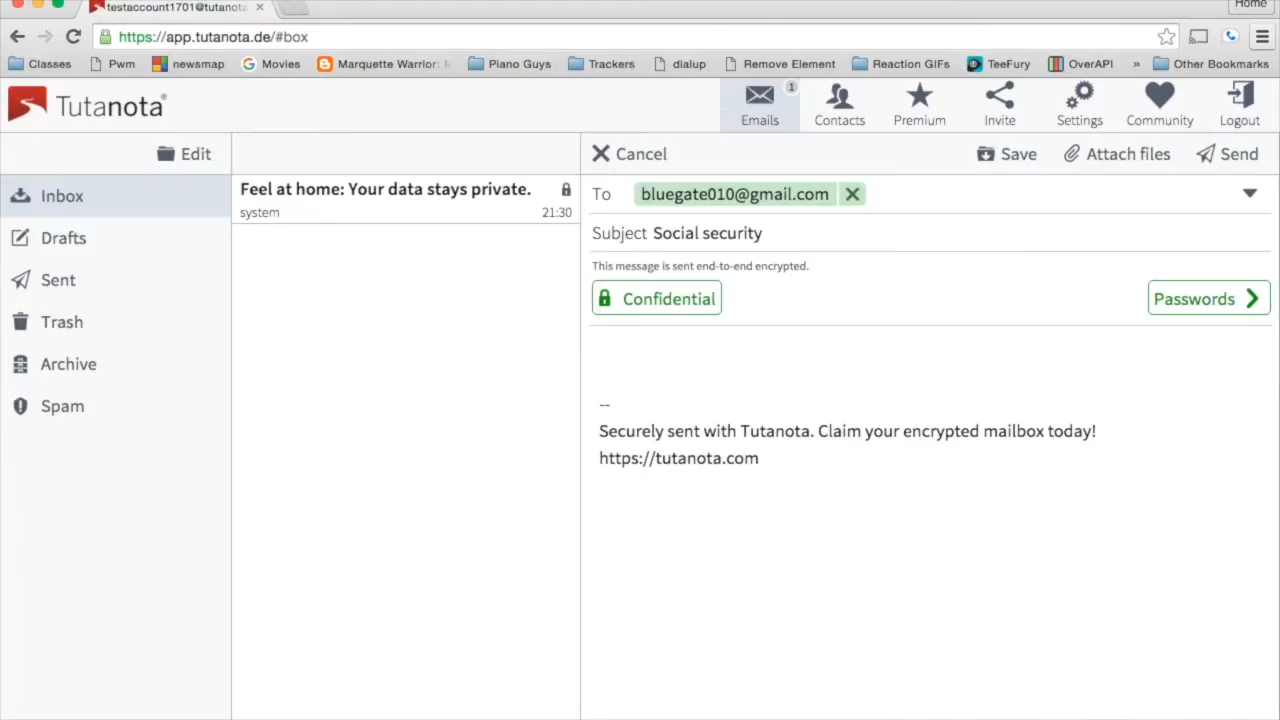 testaccount1701@tutanota
Home
https://app.tutanota.de/#box
Classes
Pwm
newsmap
Movies
Marquette Warrior:
Piano Guys
Trackers
dialup
Remove Element
Reaction GIFs
TeeFury
OverAPI
»
Other Bookmarks
Tutanota®
Emails
1
Contacts
Premium
Invite
Settings
Community
Logout
Edit
Cancel
Save
Attach files
Send
Inbox
Drafts
Sent
Trash
Archive
Spam
Feel at home: Your data stays private.
system
21:30
To bluegate010@gmail.com
Subject Social security
This message is sent end-to-end encrypted.
Confidential
Passwords
--
Securely sent with Tutanota. Claim your encrypted mailbox today!
https://tutanota.com